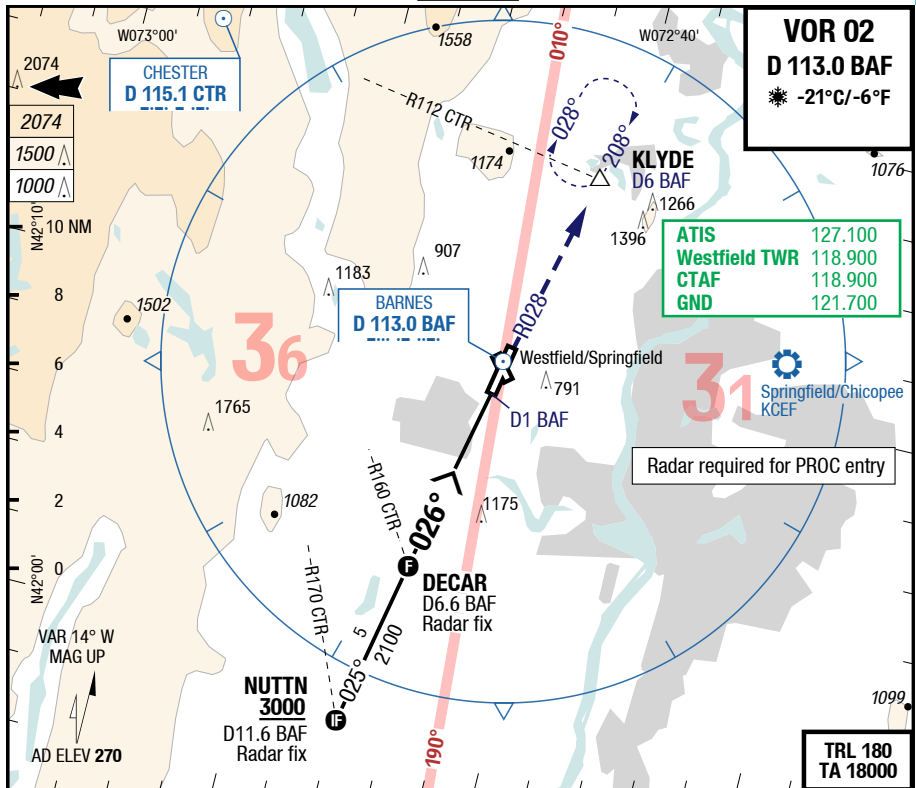 W073°00'
1558
010°
W072°40'
VOR 02
D 113.0 BAF
-21°C/-6°F
2074
CHESTER
D 115.1 CTR
2074
1500
1000
R112 CTR
1174
028°
208°
KLYDE
D6 BAF
1076
1266
1396
N42°10'
10 NM
ATIS 127.100
Westfield TWR 118.900
CTAF 118.900
GND 121.700
907
1183
8
1502
BARNES
D 113.0 BAF
R028
36
6
Westfield/Springfield
791
31
Springfield/Chicopee
KCEF
1765
D1 BAF
4
Radar required for PROC entry
R160 CTR
2
1082
1175
026°
0
N42°00'
DECAR
D6.6 BAF
Radar fix
R170 CTR
5
2100
025°
VAR 14° W
MAG UP
NUTTN
3000
D11.6 BAF
Radar fix
IF
F
190°
1099
AD ELEV 270
TRL 180
TA 18000